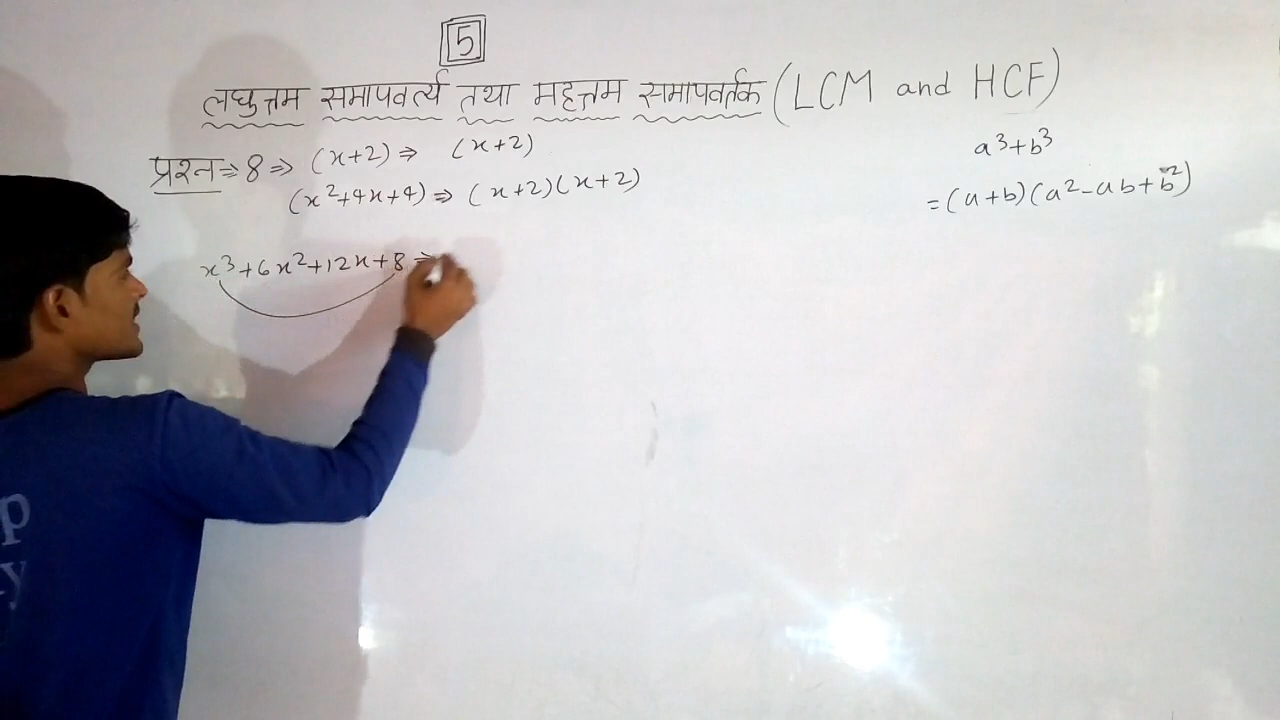 5
लघुत्तम समापवर्त्य तथा महत्तम समापवर्तक (LCM and HCF)
प्रश्न ⇒ 8 ⇒ (x+2) ⇒ (x+2)
(x²+4x+4) ⇒ (x+2)(x+2)
x³+6x²+12x+8 ⇒
a³+b³
=(a+b)(a²-ab+b²)
p
y